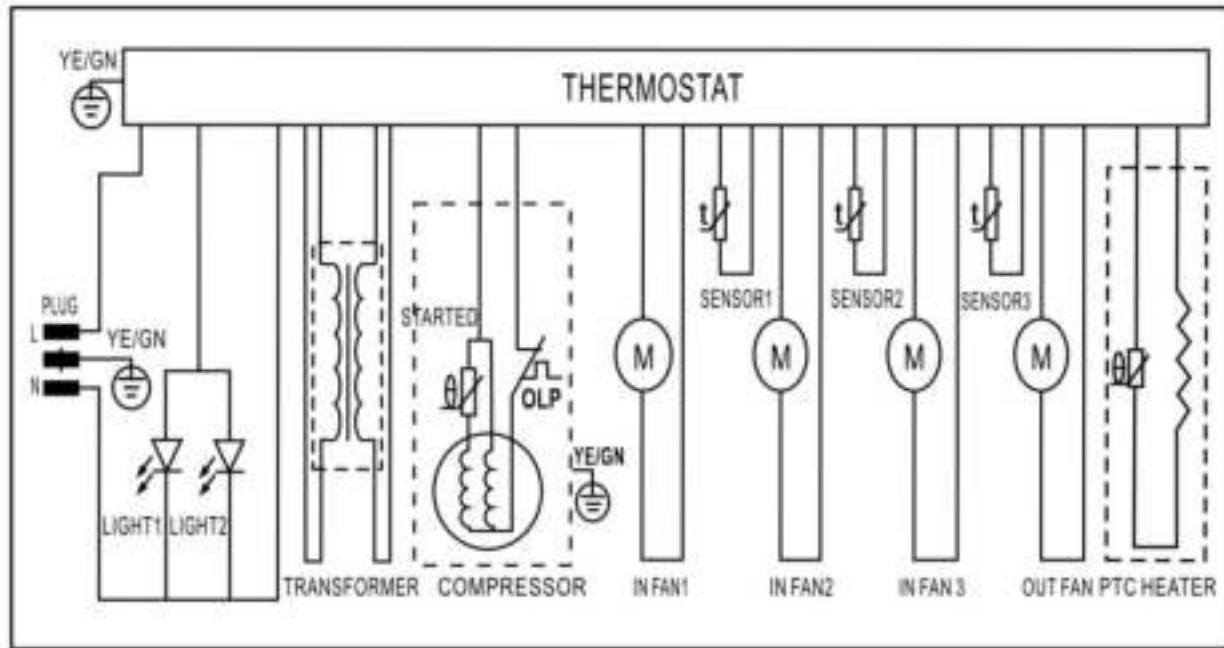 YE/GN
THERMOSTAT
PLUG
L
YE/GN
N
LIGHT1
LIGHT2
TRANSFORMER
STARTED
θ
OLP
YE/GN
COMPRESSOR
M
IN FAN1
t
SENSOR1
M
IN FAN2
t
SENSOR2
M
IN FAN 3
t
SENSOR3
M
OUT FAN
θ
PTC HEATER